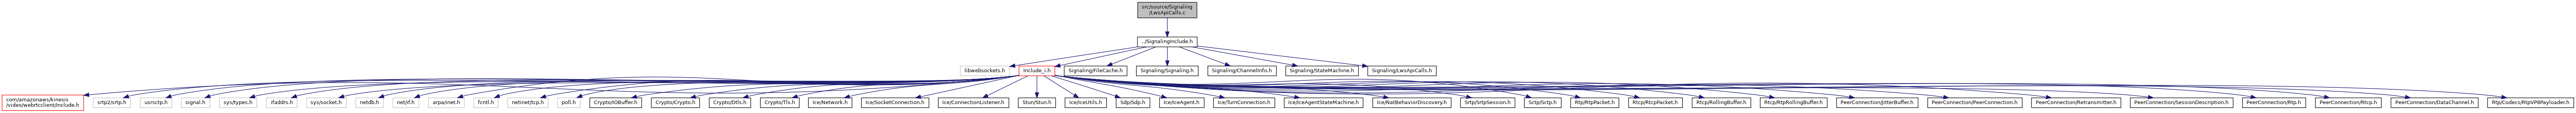 src/source/Signaling
/LwsApiCalls.c
../SignalingInclude.h
libwebsockets.h
Include_i.h
Signaling/FileCache.h
Signaling/Signaling.h
Signaling/ChannelInfo.h
Signaling/StateMachine.h
Signaling/LwsApiCalls.h
com/amazonaws/kinesis
/video/webrtcclient/Include.h
srtp2/srtp.h
usrsctp.h
signal.h
sys/types.h
ifaddrs.h
sys/socket.h
netdb.h
net/if.h
arpa/inet.h
fcntl.h
netinet/tcp.h
poll.h
Crypto/IOBuffer.h
Crypto/Crypto.h
Crypto/Dtls.h
Crypto/Tls.h
Ice/Network.h
Ice/SocketConnection.h
Ice/ConnectionListener.h
Stun/Stun.h
Ice/IceUtils.h
Sdp/Sdp.h
Ice/IceAgent.h
Ice/TurnConnection.h
Ice/IceAgentStateMachine.h
Ice/NatBehaviorDiscovery.h
Srtp/SrtpSession.h
Sctp/Sctp.h
Rtp/RtpPacket.h
Rtcp/RtcpPacket.h
Rtcp/RollingBuffer.h
Rtcp/RtpRollingBuffer.h
PeerConnection/JitterBuffer.h
PeerConnection/PeerConnection.h
PeerConnection/Retransmitter.h
PeerConnection/SessionDescription.h
PeerConnection/Rtp.h
PeerConnection/Rtcp.h
PeerConnection/DataChannel.h
Rtp/Codecs/RtpVP8Payloader.h